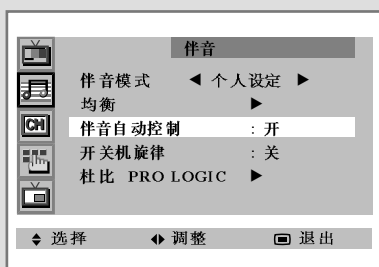 伴音
伴音模式 ◀ 个人设定 ▶
均衡 ▶
CH
伴音自动控制 : 开
开关机旋律 : 关
杜比 PRO LOGIC ▶
选择 调整 退出